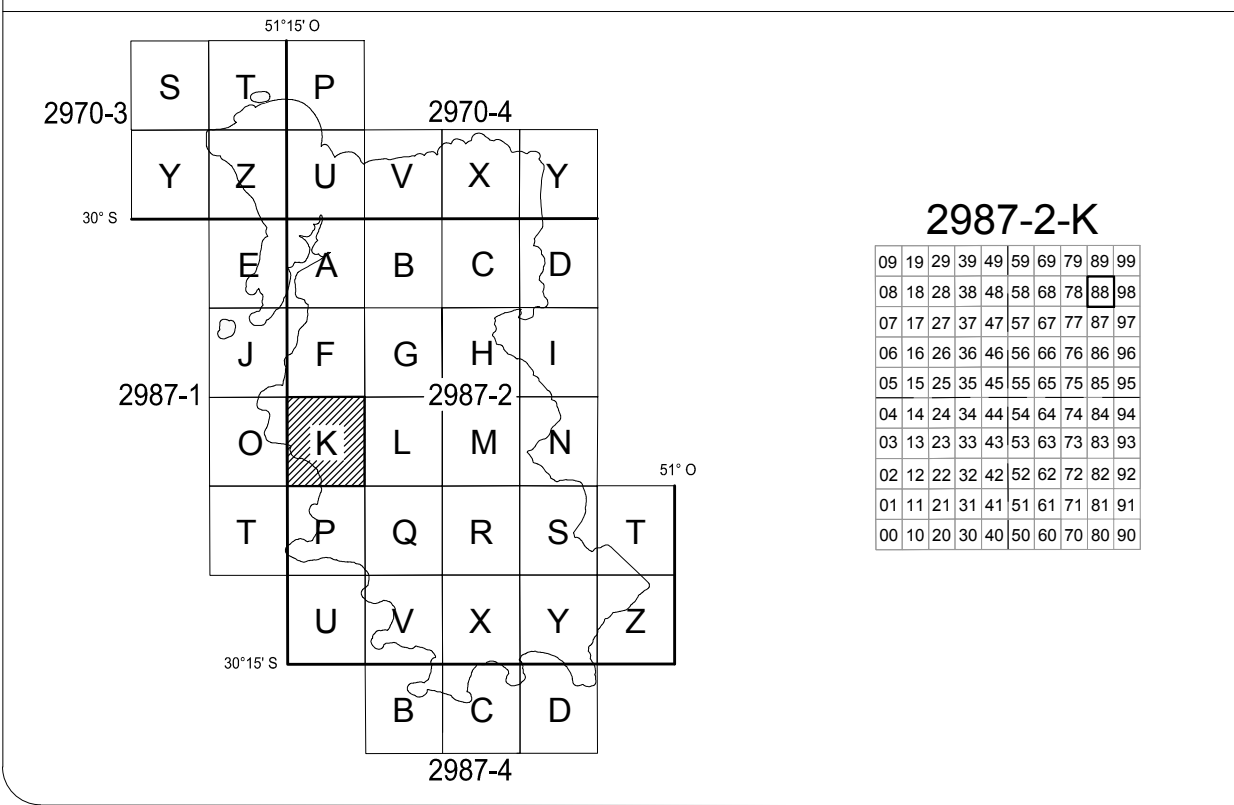 51°15' O
S T P
2970-3 2970-4
Y Z U V X Y
30° S
E A B C D
J F G H I
2987-1 2987-2
O K L M N
51° O
T P Q R S T
U V X Y Z
30°15' S
B C D
2987-4
2987-2-K
09 19 29 39 49 59 69 79 89 99
08 18 28 38 48 58 68 78 88 98
07 17 27 37 47 57 67 77 87 97
06 16 26 36 46 56 66 76 86 96
05 15 25 35 45 55 65 75 85 95
04 14 24 34 44 54 64 74 84 94
03 13 23 33 43 53 63 73 83 93
02 12 22 32 42 52 62 72 82 92
01 11 21 31 41 51 61 71 81 91
00 10 20 30 40 50 60 70 80 90